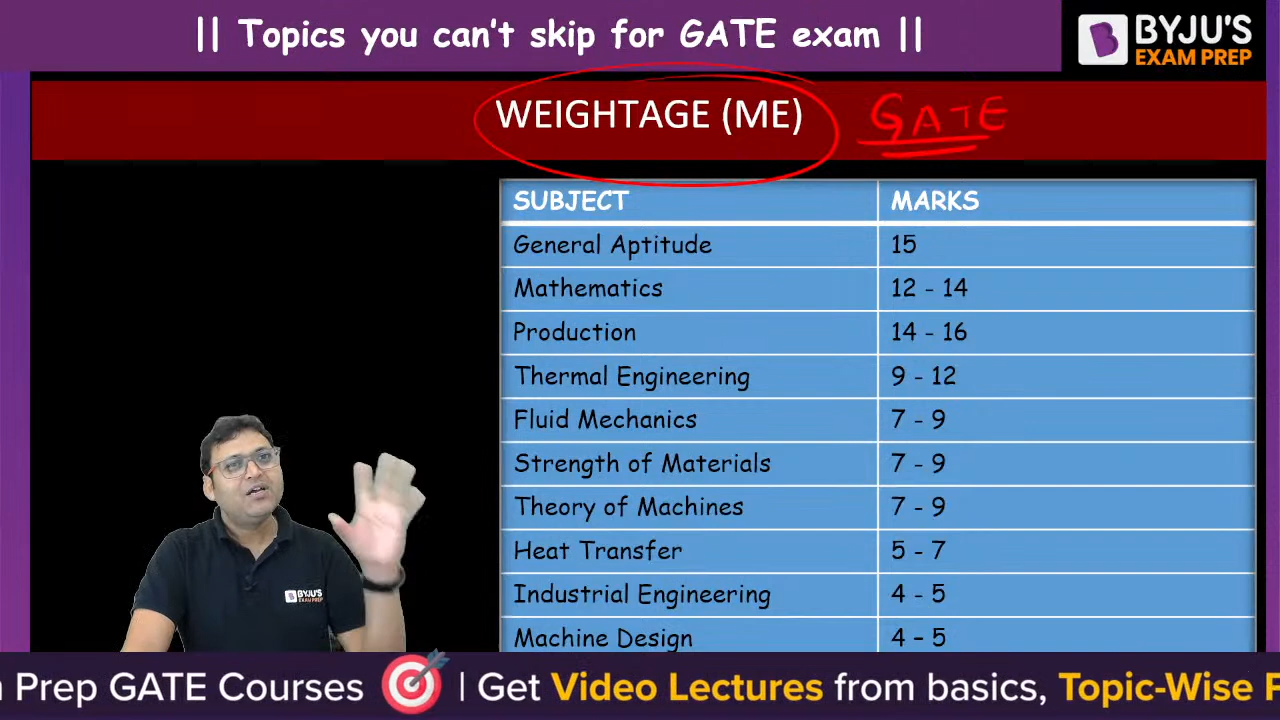 || Topics you can't skip for GATE exam ||
BYJU'S
EXAM PREP
WEIGHTAGE (ME)
GATE
SUBJECT MARKS
General Aptitude 15
Mathematics 12 - 14
Production 14 - 16
Thermal Engineering 9 - 12
Fluid Mechanics 7 - 9
Strength of Materials 7 - 9
Theory of Machines 7 - 9
Heat Transfer 5 - 7
Industrial Engineering 4 - 5
Machine Design 4 – 5
BYJU'S
EXAM PREP
Prep GATE Courses | Get Video Lectures from basics, Topic-Wise